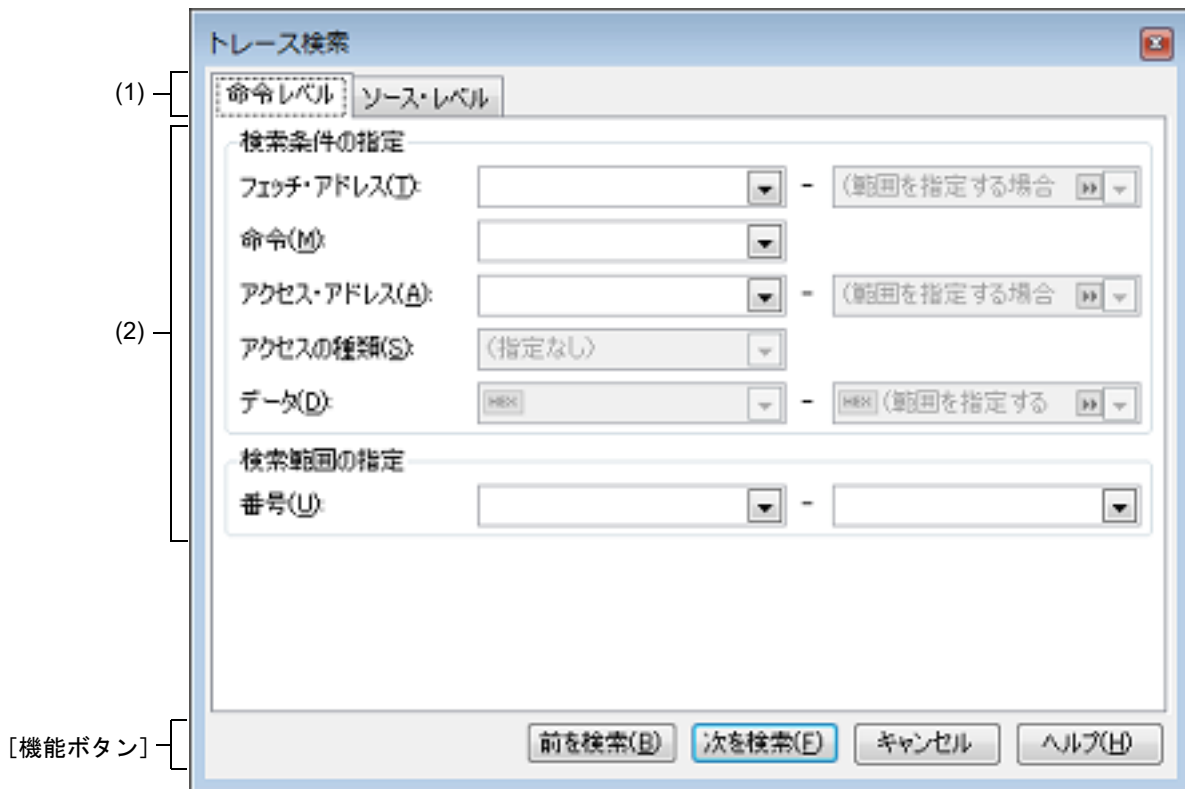 トレース検索
(1)
命令レベル ソース・レベル
(2)
検索条件の指定
フェッチ・アドレス(T): - (範囲を指定する場合
命令(M):
アクセス・アドレス(A): - (範囲を指定する場合
アクセスの種類(S): (指定なし)
データ(D): HEX - HEX (範囲を指定する
検索範囲の指定
番号(U): -
[機能ボタン]
前を検索(B) 次を検索(F) キャンセル ヘルプ(H)